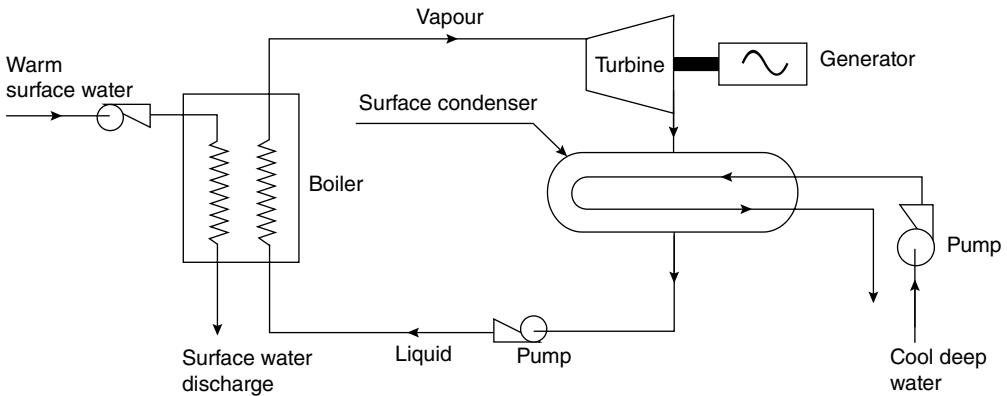 Vapour
Warm
surface water
Turbine
Generator
Surface condenser
Boiler
Pump
Surface water
discharge
Liquid
Pump
Cool deep
water